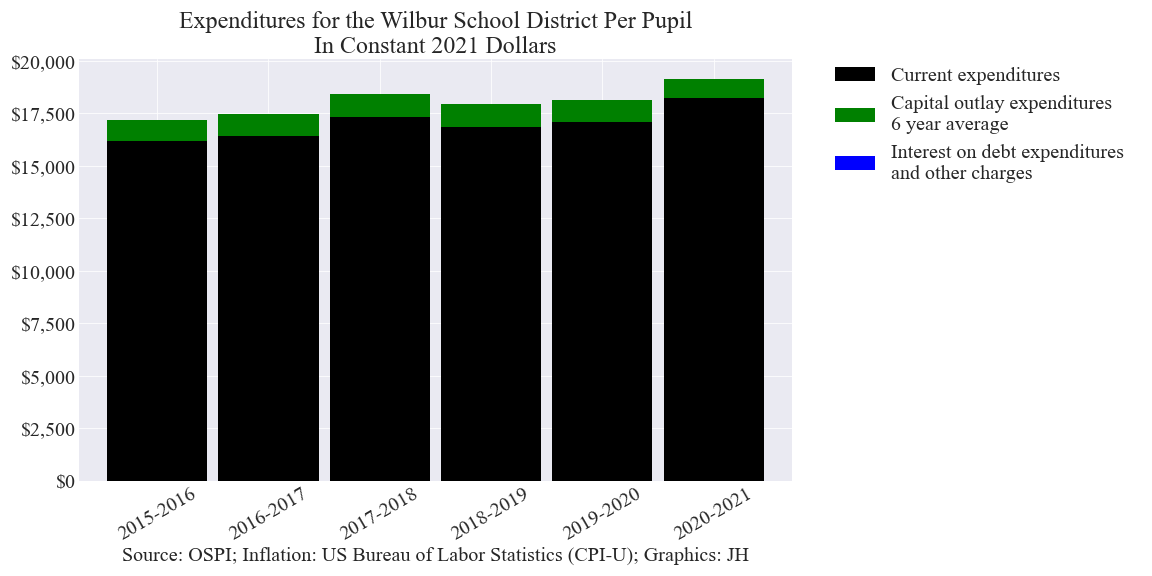 Expenditures for the Wilbur School District Per Pupil
In Constant 2021 Dollars
$20,000
$17,500
$15,000
$12,500
$10,000
$7,500
$5,000
$2,500
$0
2015-2016
2016-2017
2017-2018
2018-2019
2019-2020
2020-2021
Source: OSPI; Inflation: US Bureau of Labor Statistics (CPI-U); Graphics: JH
Current expenditures
Capital outlay expenditures
6 year average
Interest on debt expenditures
and other charges